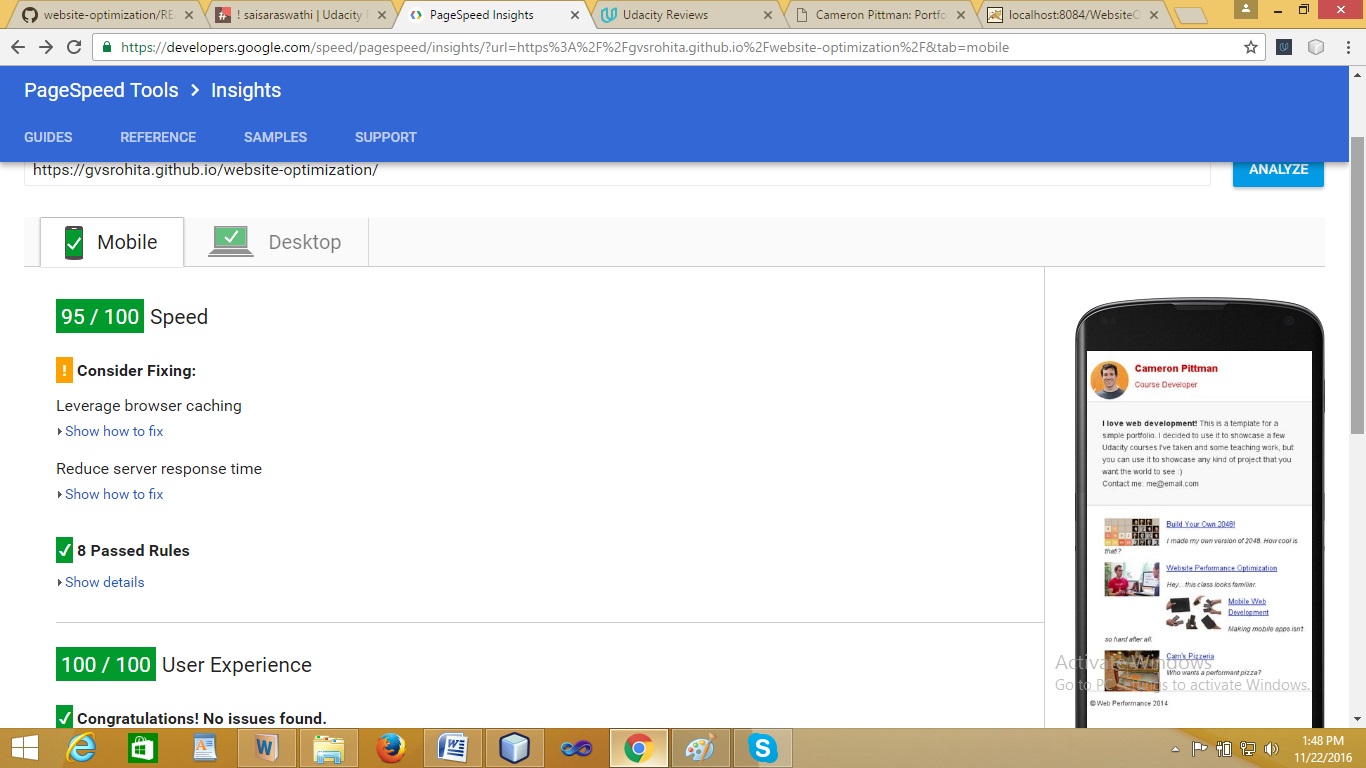 website-optimization/RE
! saisaraswathi | Udacity F
PageSpeed Insights
Udacity Reviews
Cameron Pittman: Portfo
localhost:8084/WebsiteO
https://developers.google.com/speed/pagespeed/insights/?url=https%3A%2F%2Fgvsrohita.github.io%2Fwebsite-optimization%2F&tab=mobile
PageSpeed Tools > Insights
GUIDES REFERENCE SAMPLES SUPPORT
https://gvsrohita.github.io/website-optimization/
ANALYZE
Mobile Desktop
95 / 100 Speed
! Consider Fixing:
Leverage browser caching
Show how to fix
Reduce server response time
Show how to fix
8 Passed Rules
Show details
100 / 100 User Experience
Congratulations! No issues found.
Cameron Pittman
Course Developer
I love web development! This is a template for a
simple portfolio. I decided to use it to showcase a few
Udacity courses I've taken and some teaching work, but
you can use it to showcase any kind of project that you
want the world to see :)
Contact me: me@email.com
Build Your Own 2048!
I made my own version of 2048. How cool is
that!?
Website Performance Optimization
Hey... this class looks familiar.
Mobile Web
Development
Making mobile apps isn't
so hard after all.
Cam's Pizzeria
Who wants a performant pizza?
© Web Performance 2014
Activate Windows
Go to PC settings to activate Windows.
1:48 PM
11/22/2016